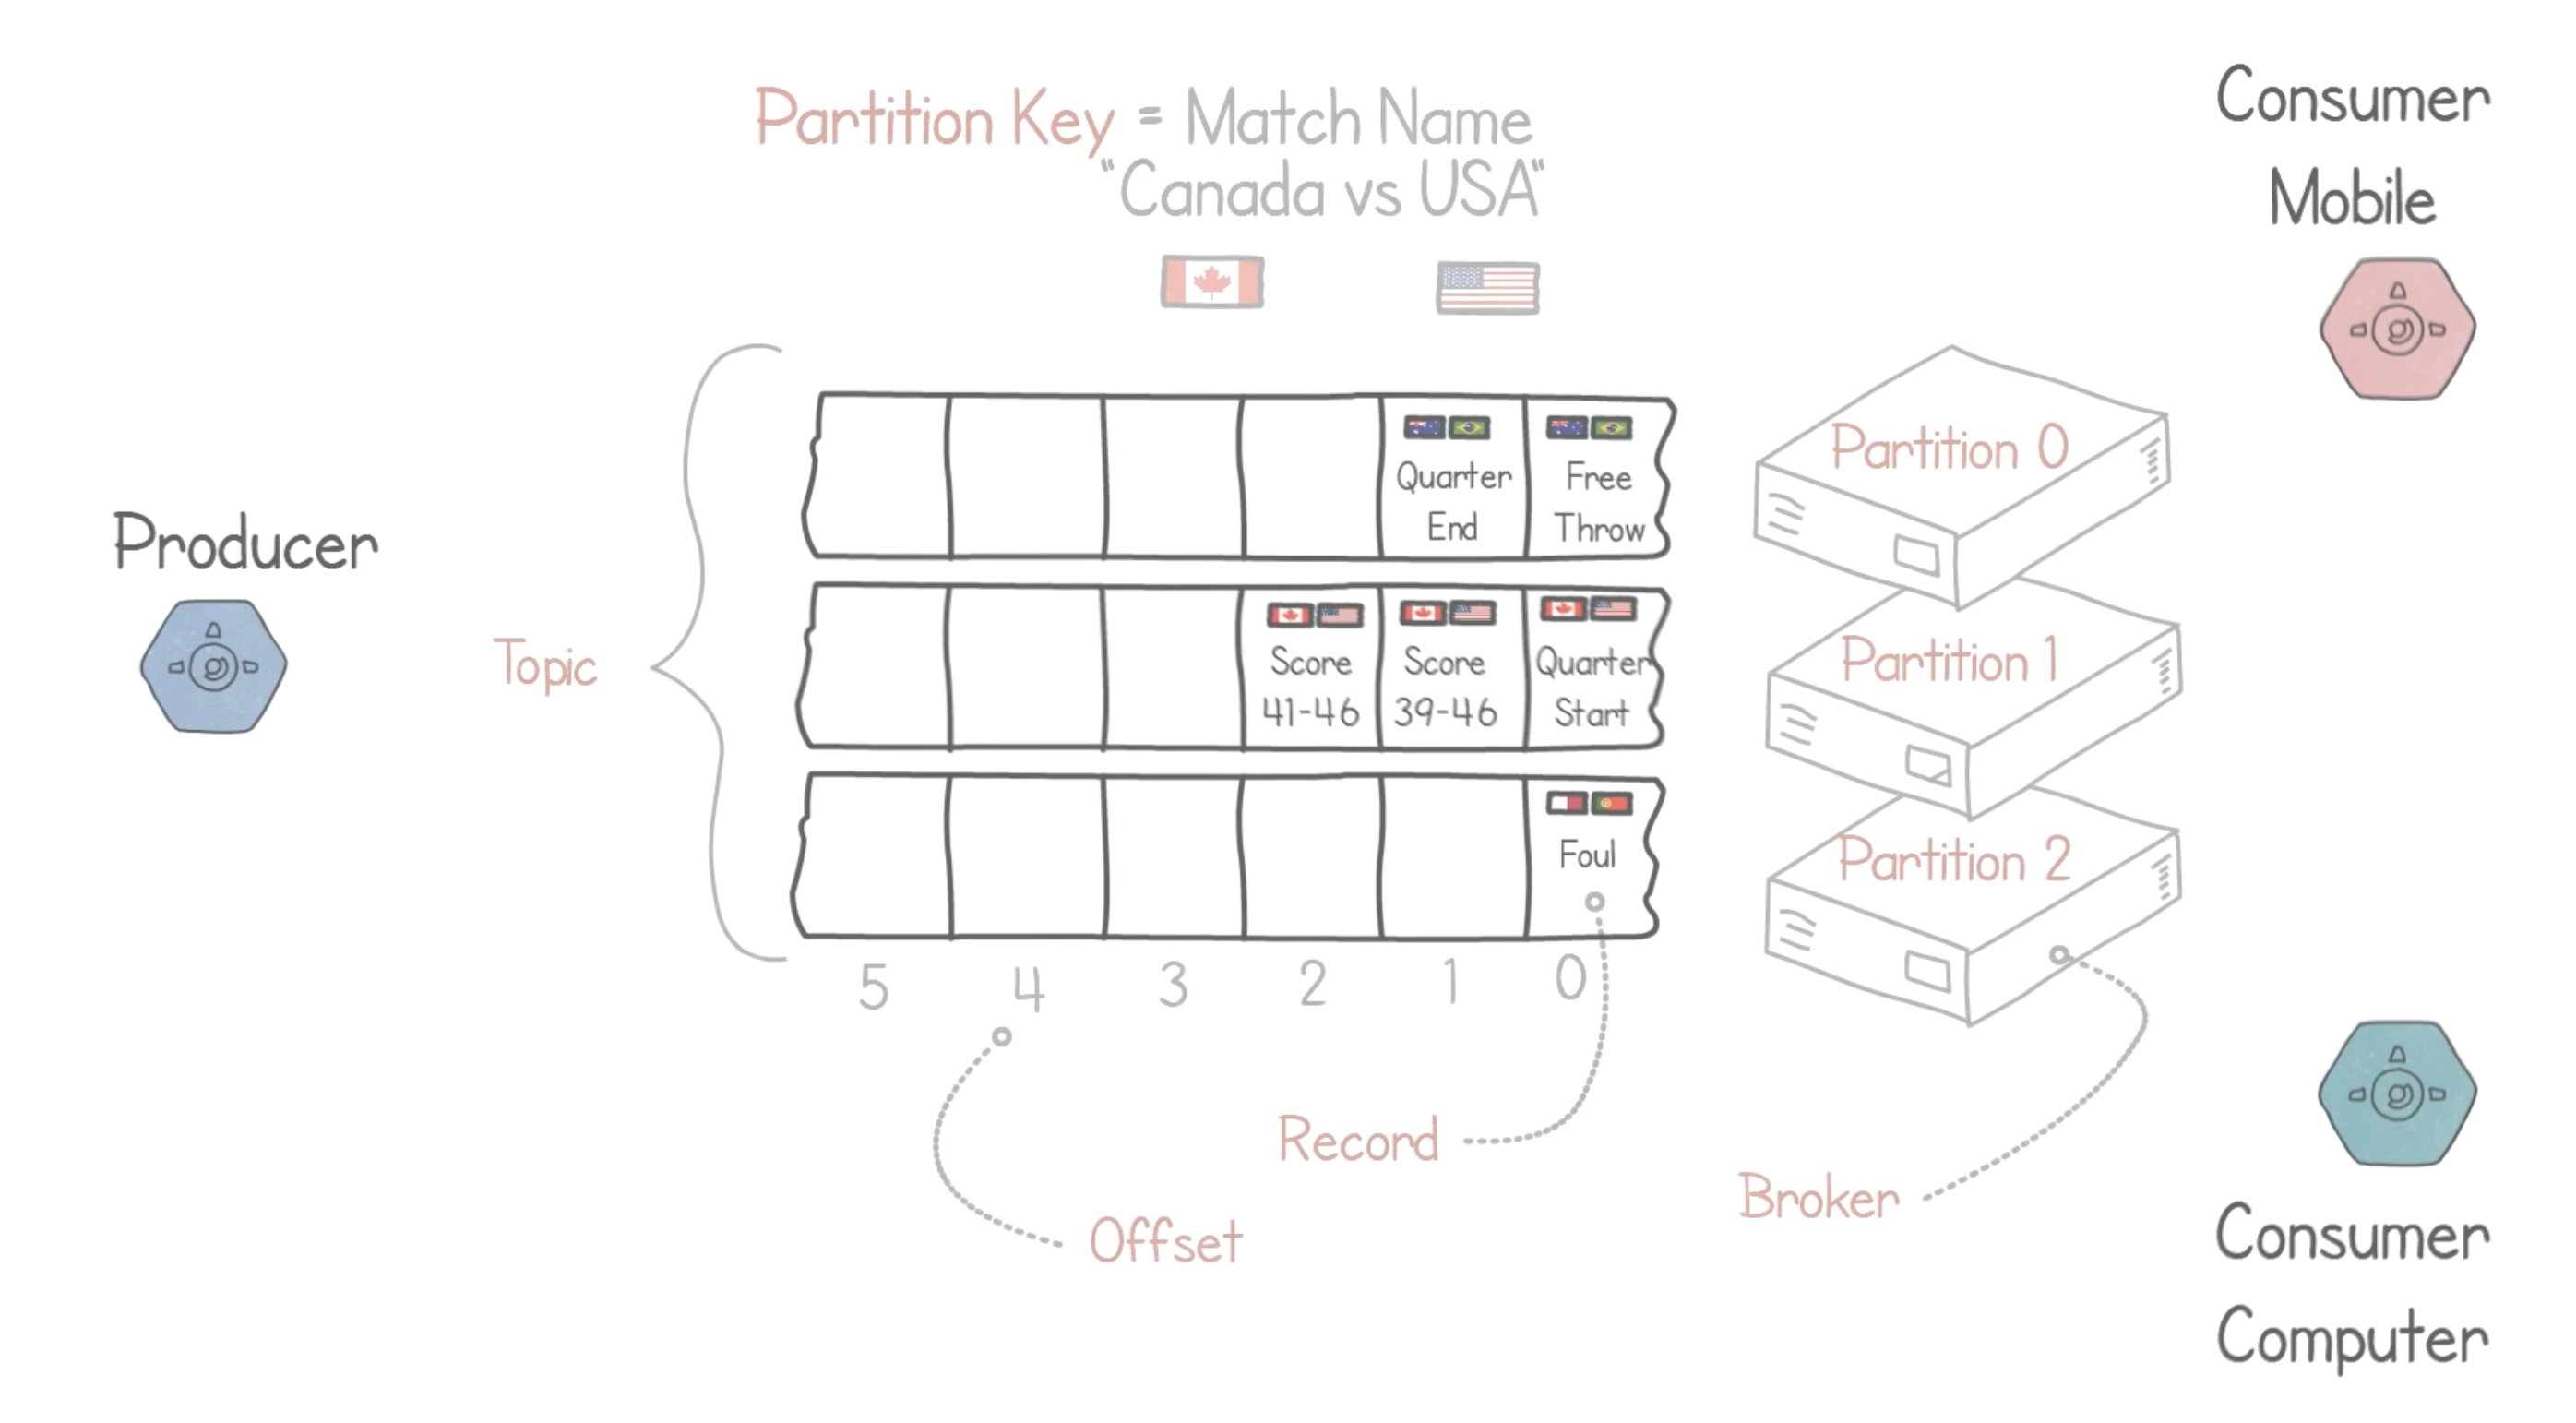 Partition Key = Match Name
"Canada vs USA"
Consumer
Mobile
Producer
Topic
Quarter
End
Free
Throw
Partition 0
Score
41-46
Score
39-46
Quarter
Start
Partition 1
Foul
Partition 2
5 4 3 2 1 0
Record
Offset
Broker
Consumer
Computer